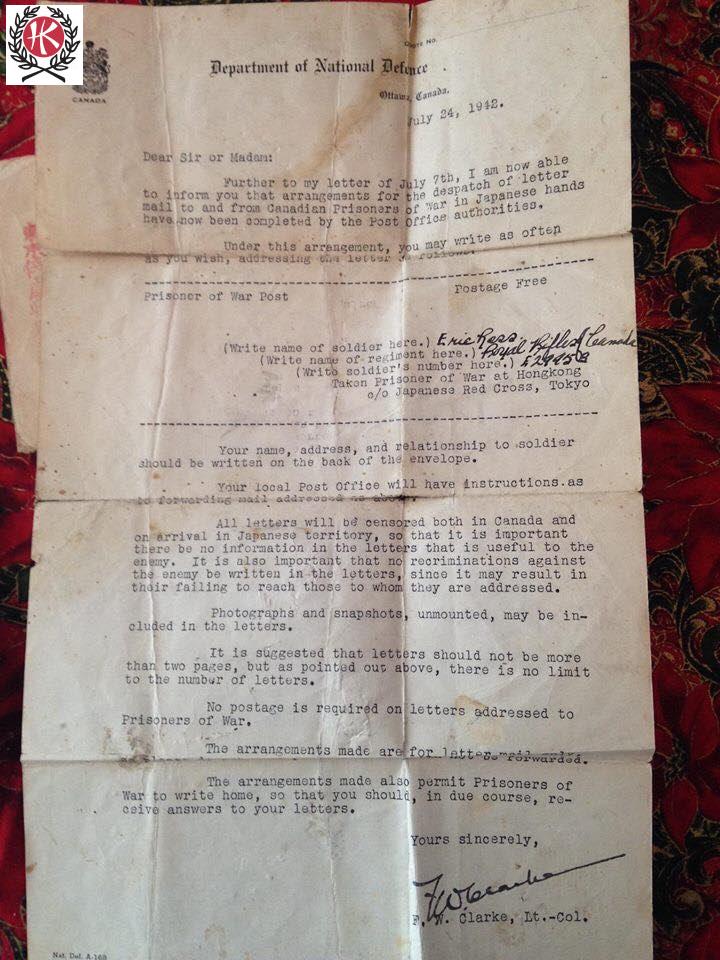 HK
CANADA
QUOTE NO.
Department of National Defence
Ottawa, Canada.
July 24, 1942.
Dear Sir or Madam:
Further to my letter of July 7th, I am now able
to inform you that arrangements for the despatch of letter
mail to and from Canadian Prisoners of War in Japanese hands
have now been completed by the Post Office authorities.
Under this arrangement, you may write as often
as you wish, addressing the letter as follows:
Prisoner of War Post
Postage Free
(Write name of soldier here.) Eric Ross.
(Write name of regiment here.) Royal Rifles of Canada
(Write soldier's number here.) E29950
Taken Prisoner of War at Hongkong
c/o Japanese Red Cross, Tokyo
Your name, address, and relationship to soldier
should be written on the back of the envelope.
Your local Post Office will have instructions as
to forwarding mail addressed as above.
All letters will be censored both in Canada and
on arrival in Japanese territory, so that it is important
there be no information in the letters that is useful to the
enemy. It is also important that no recriminations against
the enemy be written in the letters, since it may result in
their failing to reach those to whom they are addressed.
Photographs and snapshots, unmounted, may be in-
cluded in the letters.
It is suggested that letters should not be more
than two pages, but as pointed out above, there is no limit
to the number of letters.
No postage is required on letters addressed to
Prisoners of War.
The arrangements made are for letter mail only
forwarded.
The arrangements made also permit Prisoners of
War to write home, so that you should, in due course, re-
ceive answers to your letters.
Yours sincerely,
F.W. Clarke
F. W. Clarke, Lt.-Col.
Nat. Def. A-168